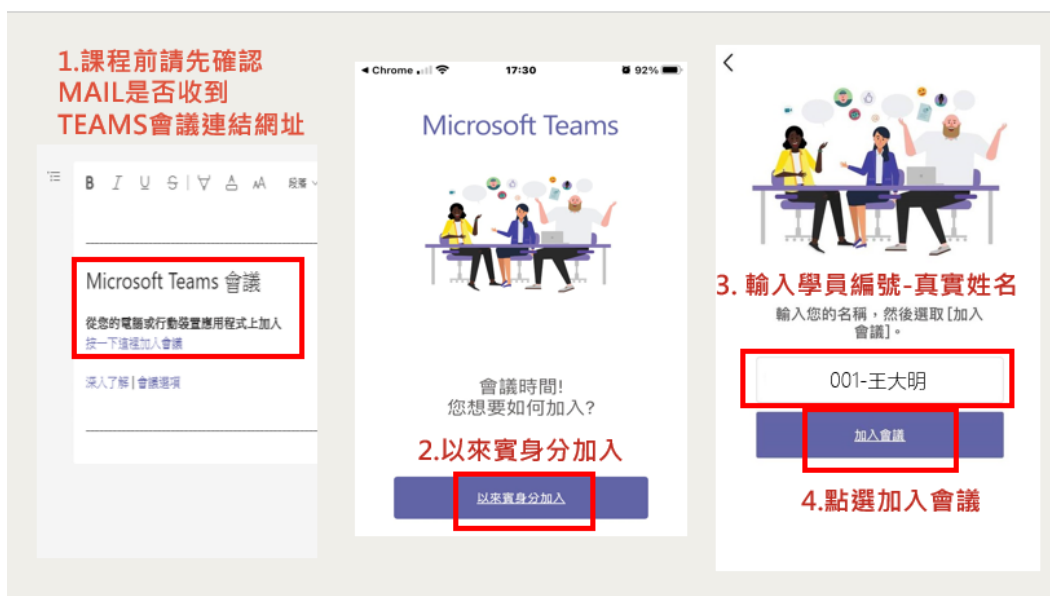 1.課程前請先確認
MAIL是否收到
TEAMS會議連結網址
B I U S A A AA 段落
Microsoft Teams 會議
從您的電腦或行動裝置應用程式上加入
按一下這裡加入會議
深入了解 | 會議選項
Chrome 17:30 92%
Microsoft Teams
會議時間!
您想要如何加入?
2.以來賓身分加入
以來賓身分加入
3. 輸入學員編號-真實姓名
輸入您的名稱，然後選取 [加入
會議]。
001-王大明
加入會議
4.點選加入會議